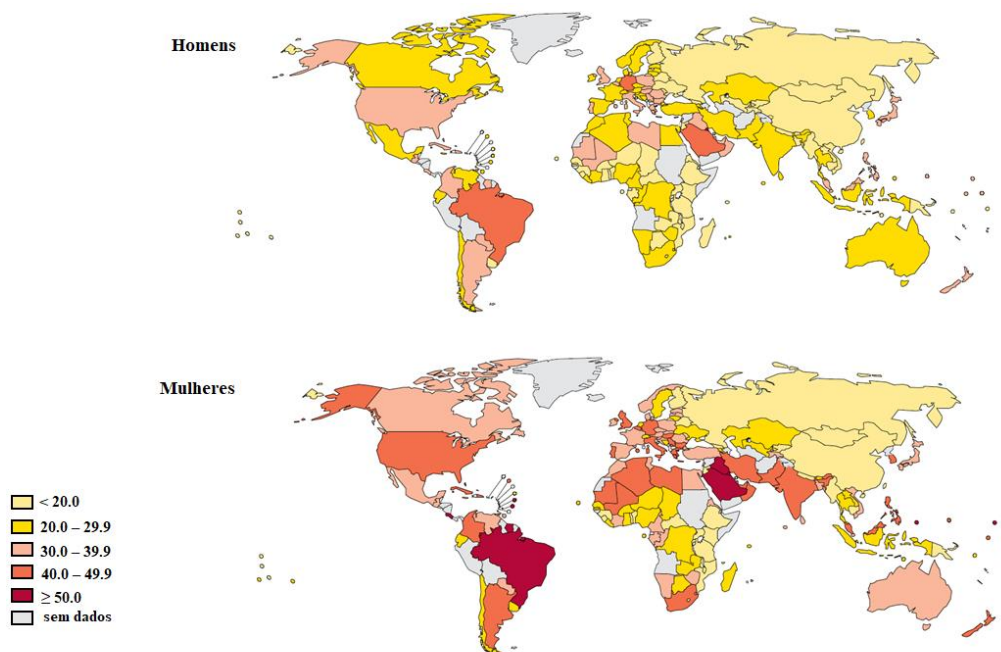 Homens
Mulheres
< 20.0
20.0 – 29.9
30.0 – 39.9
40.0 – 49.9
≥ 50.0
sem dados